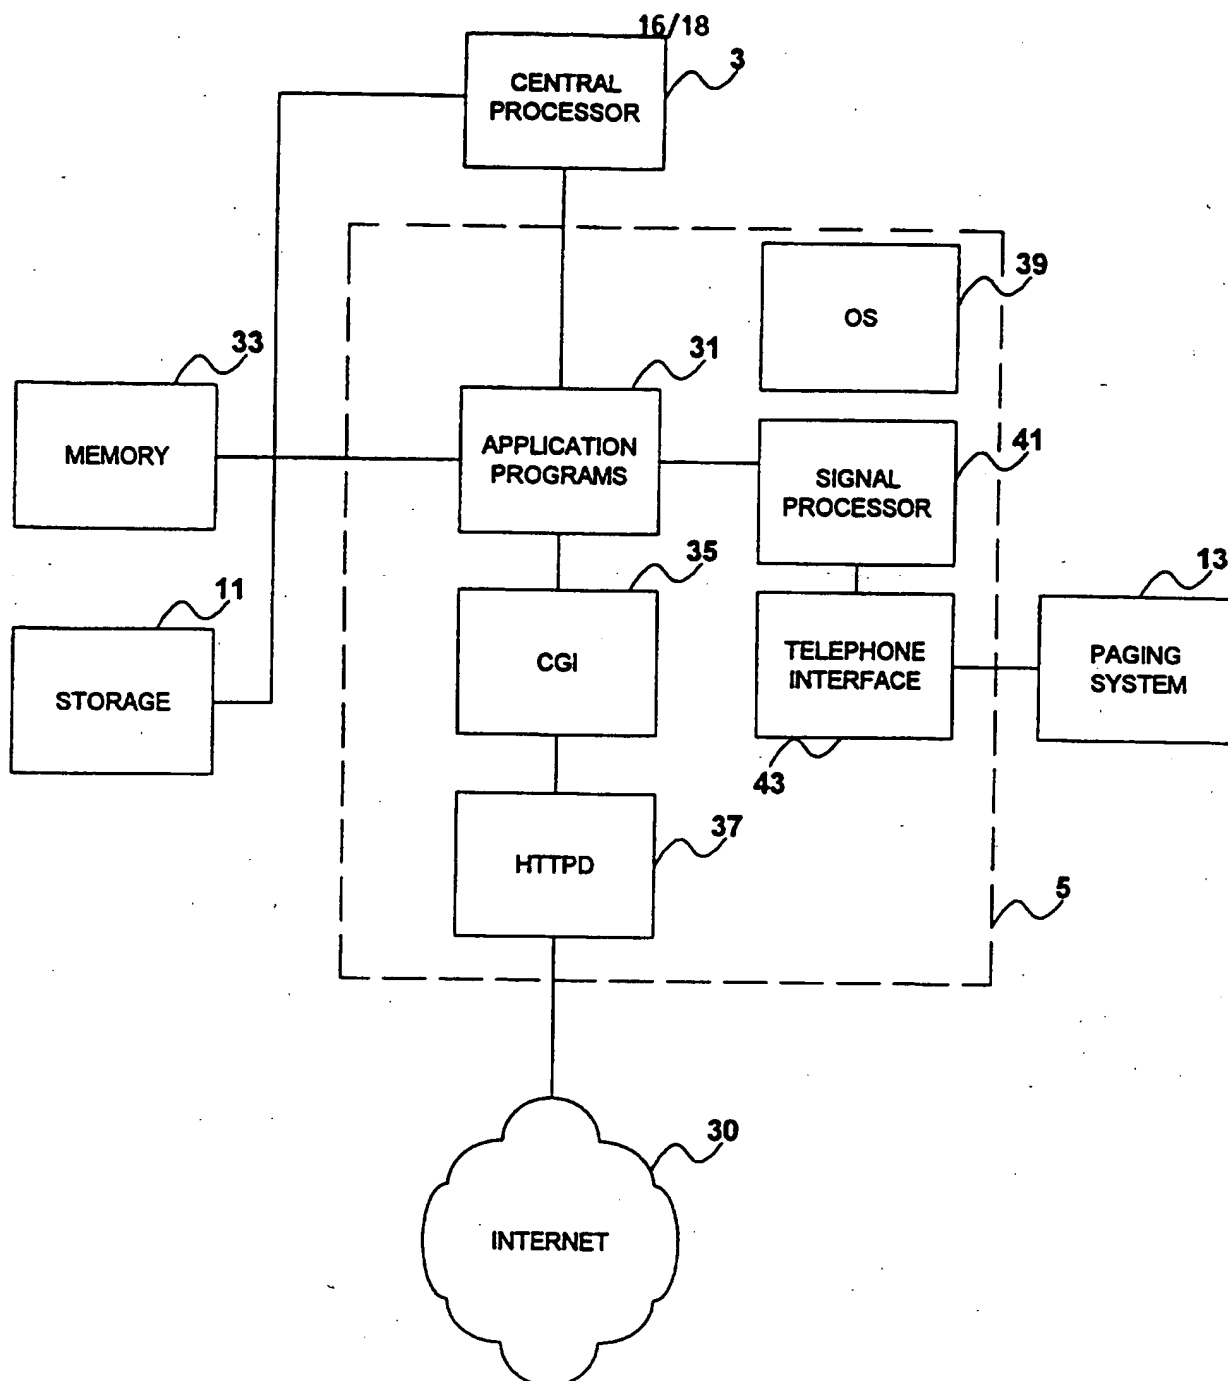 16/18
3
CENTRAL
PROCESSOR
39
OS
33
31
MEMORY
APPLICATION
PROGRAMS
41
SIGNAL
PROCESSOR
11
35
13
STORAGE
CGI
TELEPHONE
INTERFACE
PAGING
SYSTEM
43
37
HTTPD
5
30
INTERNET